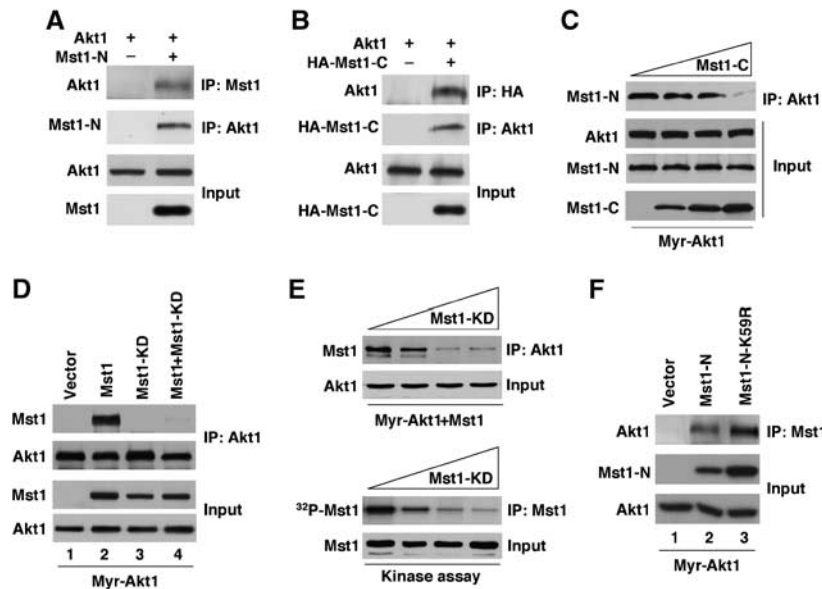 A
Akt1 + +
Mst1-N – +
Akt1 IP: Mst1
Mst1-N IP: Akt1
Akt1
Input
Mst1
B
Akt1 + +
HA-Mst1-C – +
Akt1 IP: HA
HA-Mst1-C IP: Akt1
Akt1
Input
HA-Mst1-C
C
Mst1-C
Mst1-N IP: Akt1
Akt1
Mst1-N Input
Mst1-C
Myr-Akt1
D
Vector Mst1 Mst1-KD Mst1+Mst1-KD
Mst1
IP: Akt1
Akt1
Mst1
Input
Akt1
1 2 3 4
Myr-Akt1
E
Mst1-KD
Mst1 IP: Akt1
Akt1 Input
Myr-Akt1+Mst1
Mst1-KD
32P-Mst1 IP: Mst1
Mst1 Input
Kinase assay
F
Vector Mst1-N Mst1-N-K59R
Akt1 IP: Mst1
Mst1-N
Input
Akt1
1 2 3
Myr-Akt1